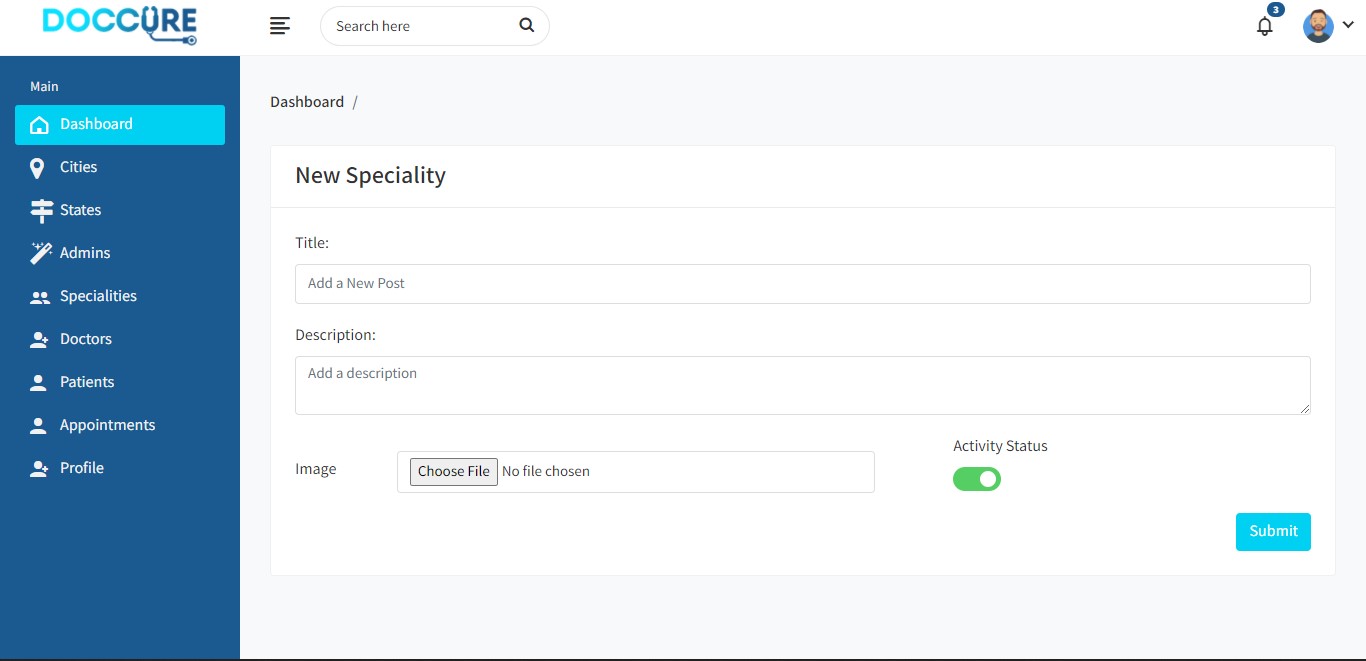 DOCCURE
Search here
3
Main
Dashboard
Cities
States
Admins
Specialities
Doctors
Patients
Appointments
Profile
Dashboard /
New Speciality
Title:
Add a New Post
Description:
Add a description
Image
Choose File No file chosen
Activity Status
Submit